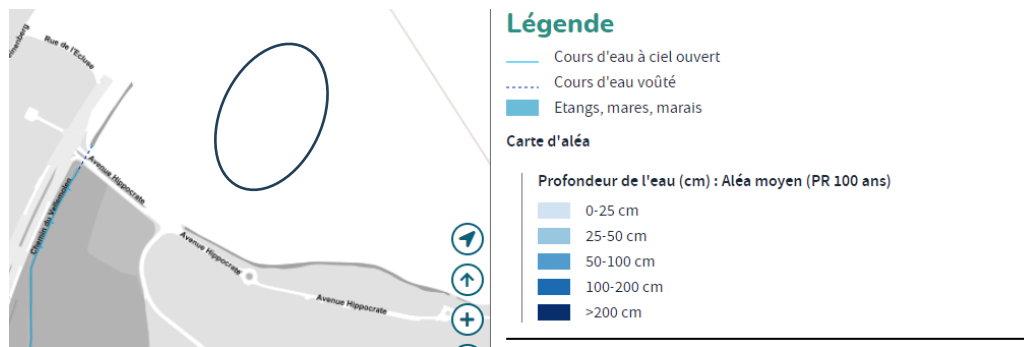 Rue de l'Ecluse
Avenue Hippocrate
Chemin du Vellemolen
Avenue Hippocrate
Avenue Hippocrate
Légende
Cours d'eau à ciel ouvert
Cours d'eau voûté
Etangs, mares, marais
Carte d'aléa
Profondeur de l'eau (cm) : Aléa moyen (PR 100 ans)
0-25 cm
25-50 cm
50-100 cm
100-200 cm
>200 cm